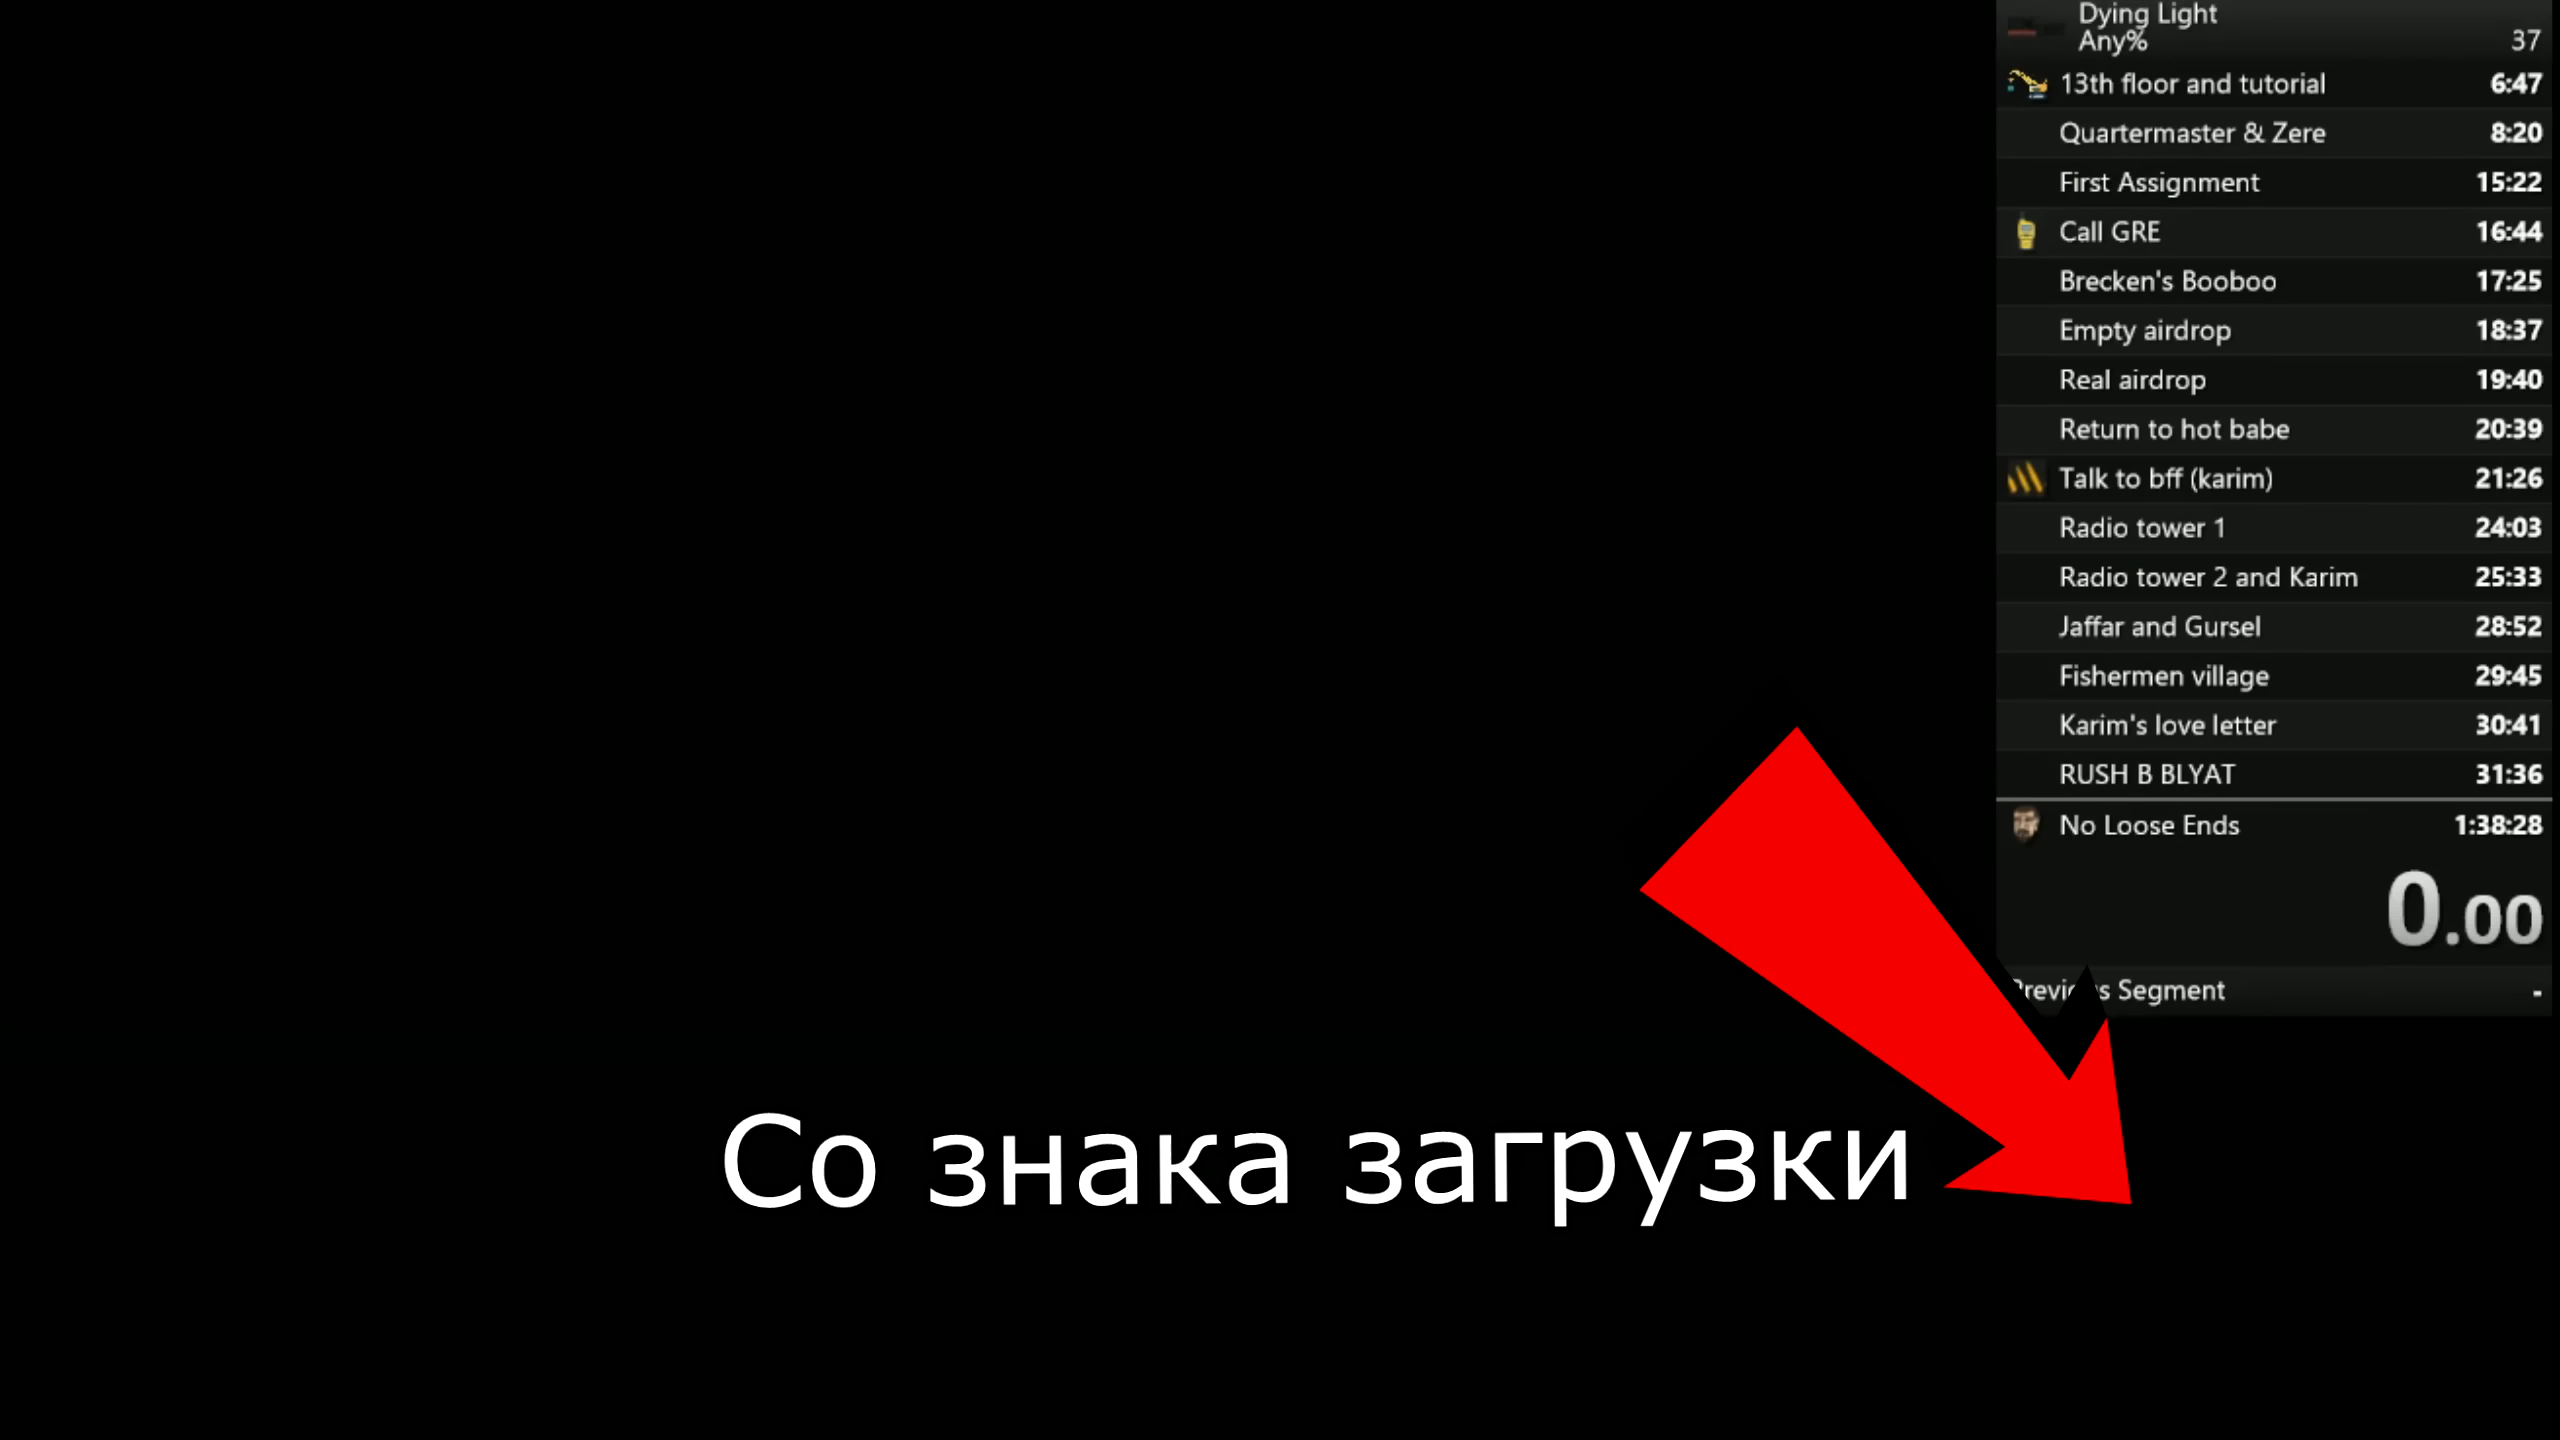 Dying Light
Any% 37
13th floor and tutorial 6:47
Quartermaster & Zere 8:20
First Assignment 15:22
Call GRE 16:44
Brecken's Booboo 17:25
Empty airdrop 18:37
Real airdrop 19:40
Return to hot babe 20:39
Talk to bff (karim) 21:26
Radio tower 1 24:03
Radio tower 2 and Karim 25:33
Jaffar and Gursel 28:52
Fishermen village 29:45
Karim's love letter 30:41
RUSH B BLYAT 31:36
No Loose Ends 1:38:28
0.00
Previous Segment -
Со знака загрузки